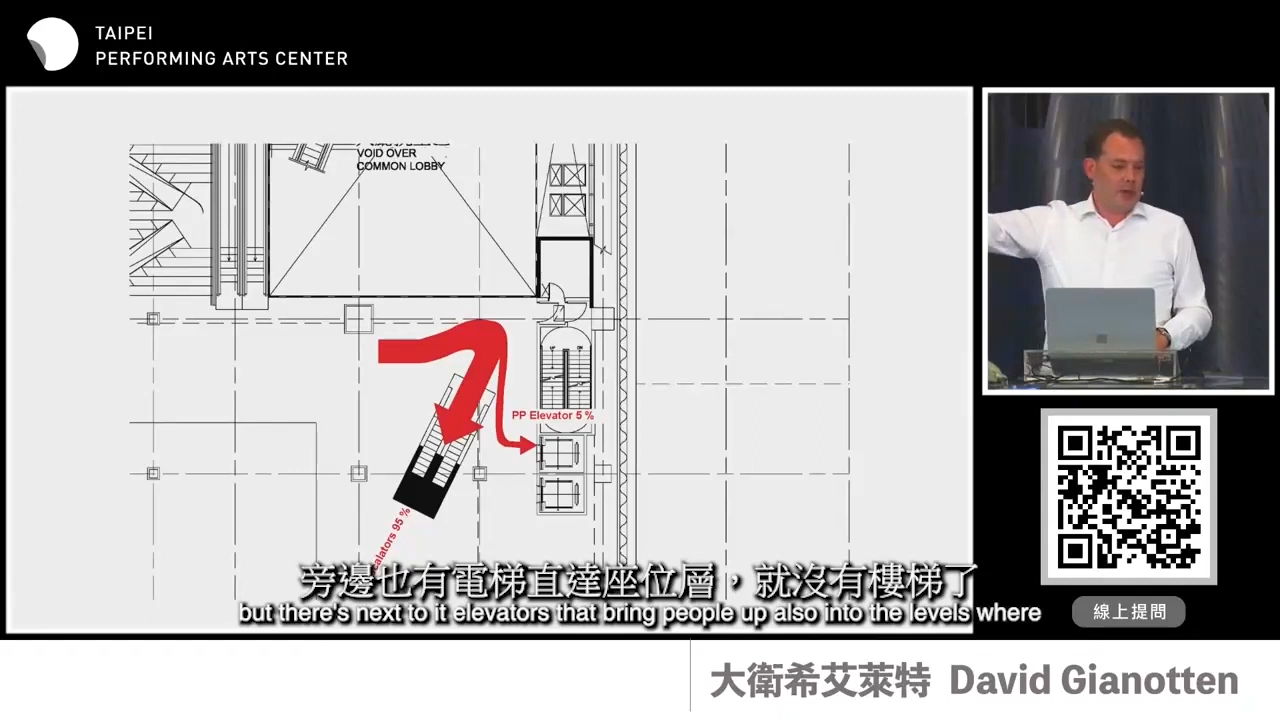 TAIPEI
PERFORMING ARTS CENTER
VOID OVER
COMMON LOBBY
UP
DN
PP Elevator 5 %
95 %
旁邊也有電梯直達座位層，就沒有樓梯了
but there's next to it elevators that bring people up also into the levels where
線上提問
大衛希艾萊特 David Gianotten